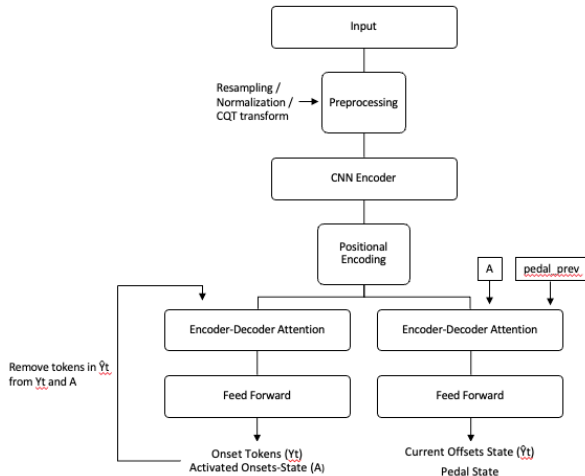 Input
Resampling /
Normalization /
CQT transform
Preprocessing
CNN Encoder
Positional
Encoding
A
pedal_prev
Encoder-Decoder Attention
Encoder-Decoder Attention
Remove tokens in Ŷt
from Yt and A
Feed Forward
Feed Forward
Onset Tokens (Yt)
Activated Onsets-State (A)
Current Offsets State (Ŷt)
Pedal State